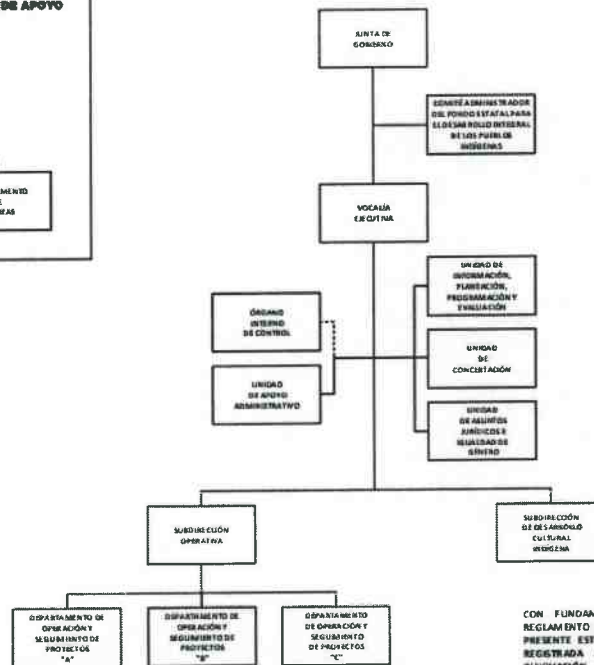 DE APOYO
JUNTA DE
GOBIERNO
COMITÉ ADMINISTRADOR
DEL FONDO ESTATAL PARA
EL DESARROLLO INTEGRAL
DE LOS PUEBLOS
INDÍGENAS
VOCALÍA
EJECUTIVA
UNIDAD DE
INFORMACIÓN,
PLANEACIÓN,
PROGRAMACIÓN Y
EVALUACIÓN
ÓRGANO
INTERNO
DE CONTROL
UNIDAD
DE
CONCERTACIÓN
UNIDAD
DE APOYO
ADMINISTRATIVO
UNIDAD
DE ASUNTOS
JURÍDICOS E
IGUALDAD DE
GÉNERO
SUBDIRECCIÓN
OPERATIVA
SUBDIRECCIÓN
DE DESARROLLO
CULTURAL
INDÍGENA
DEPARTAMENTO DE
OPERACIÓN Y
SEGUIMIENTO DE
PROYECTOS
"A"
DEPARTAMENTO DE
OPERACIÓN Y
SEGUIMIENTO DE
PROYECTOS
"B"
DEPARTAMENTO
DE OPERACIÓN Y
SEGUIMIENTO
DE PROYECTOS
"C"
CON FUNDAM
REGLAMENTO
PRESENTE EST
REGISTRADA